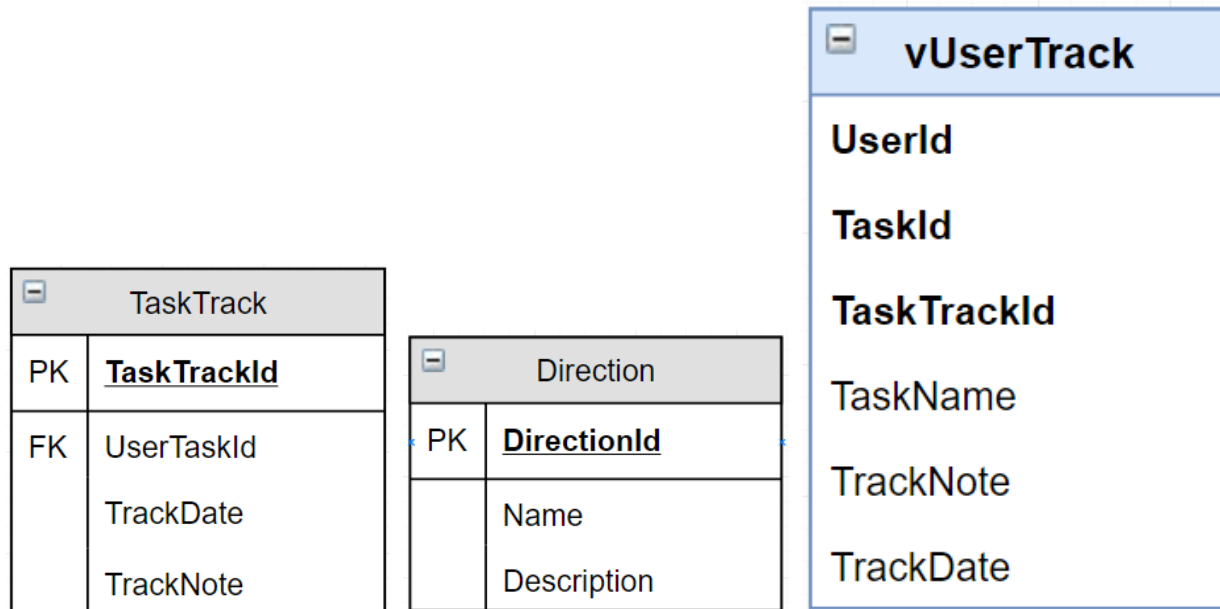 TaskTrack
PK TaskTrackId
FK UserTaskId
TrackDate
TrackNote
Direction
PK DirectionId
Name
Description
vUserTrack
UserId
TaskId
TaskTrackId
TaskName
TrackNote
TrackDate